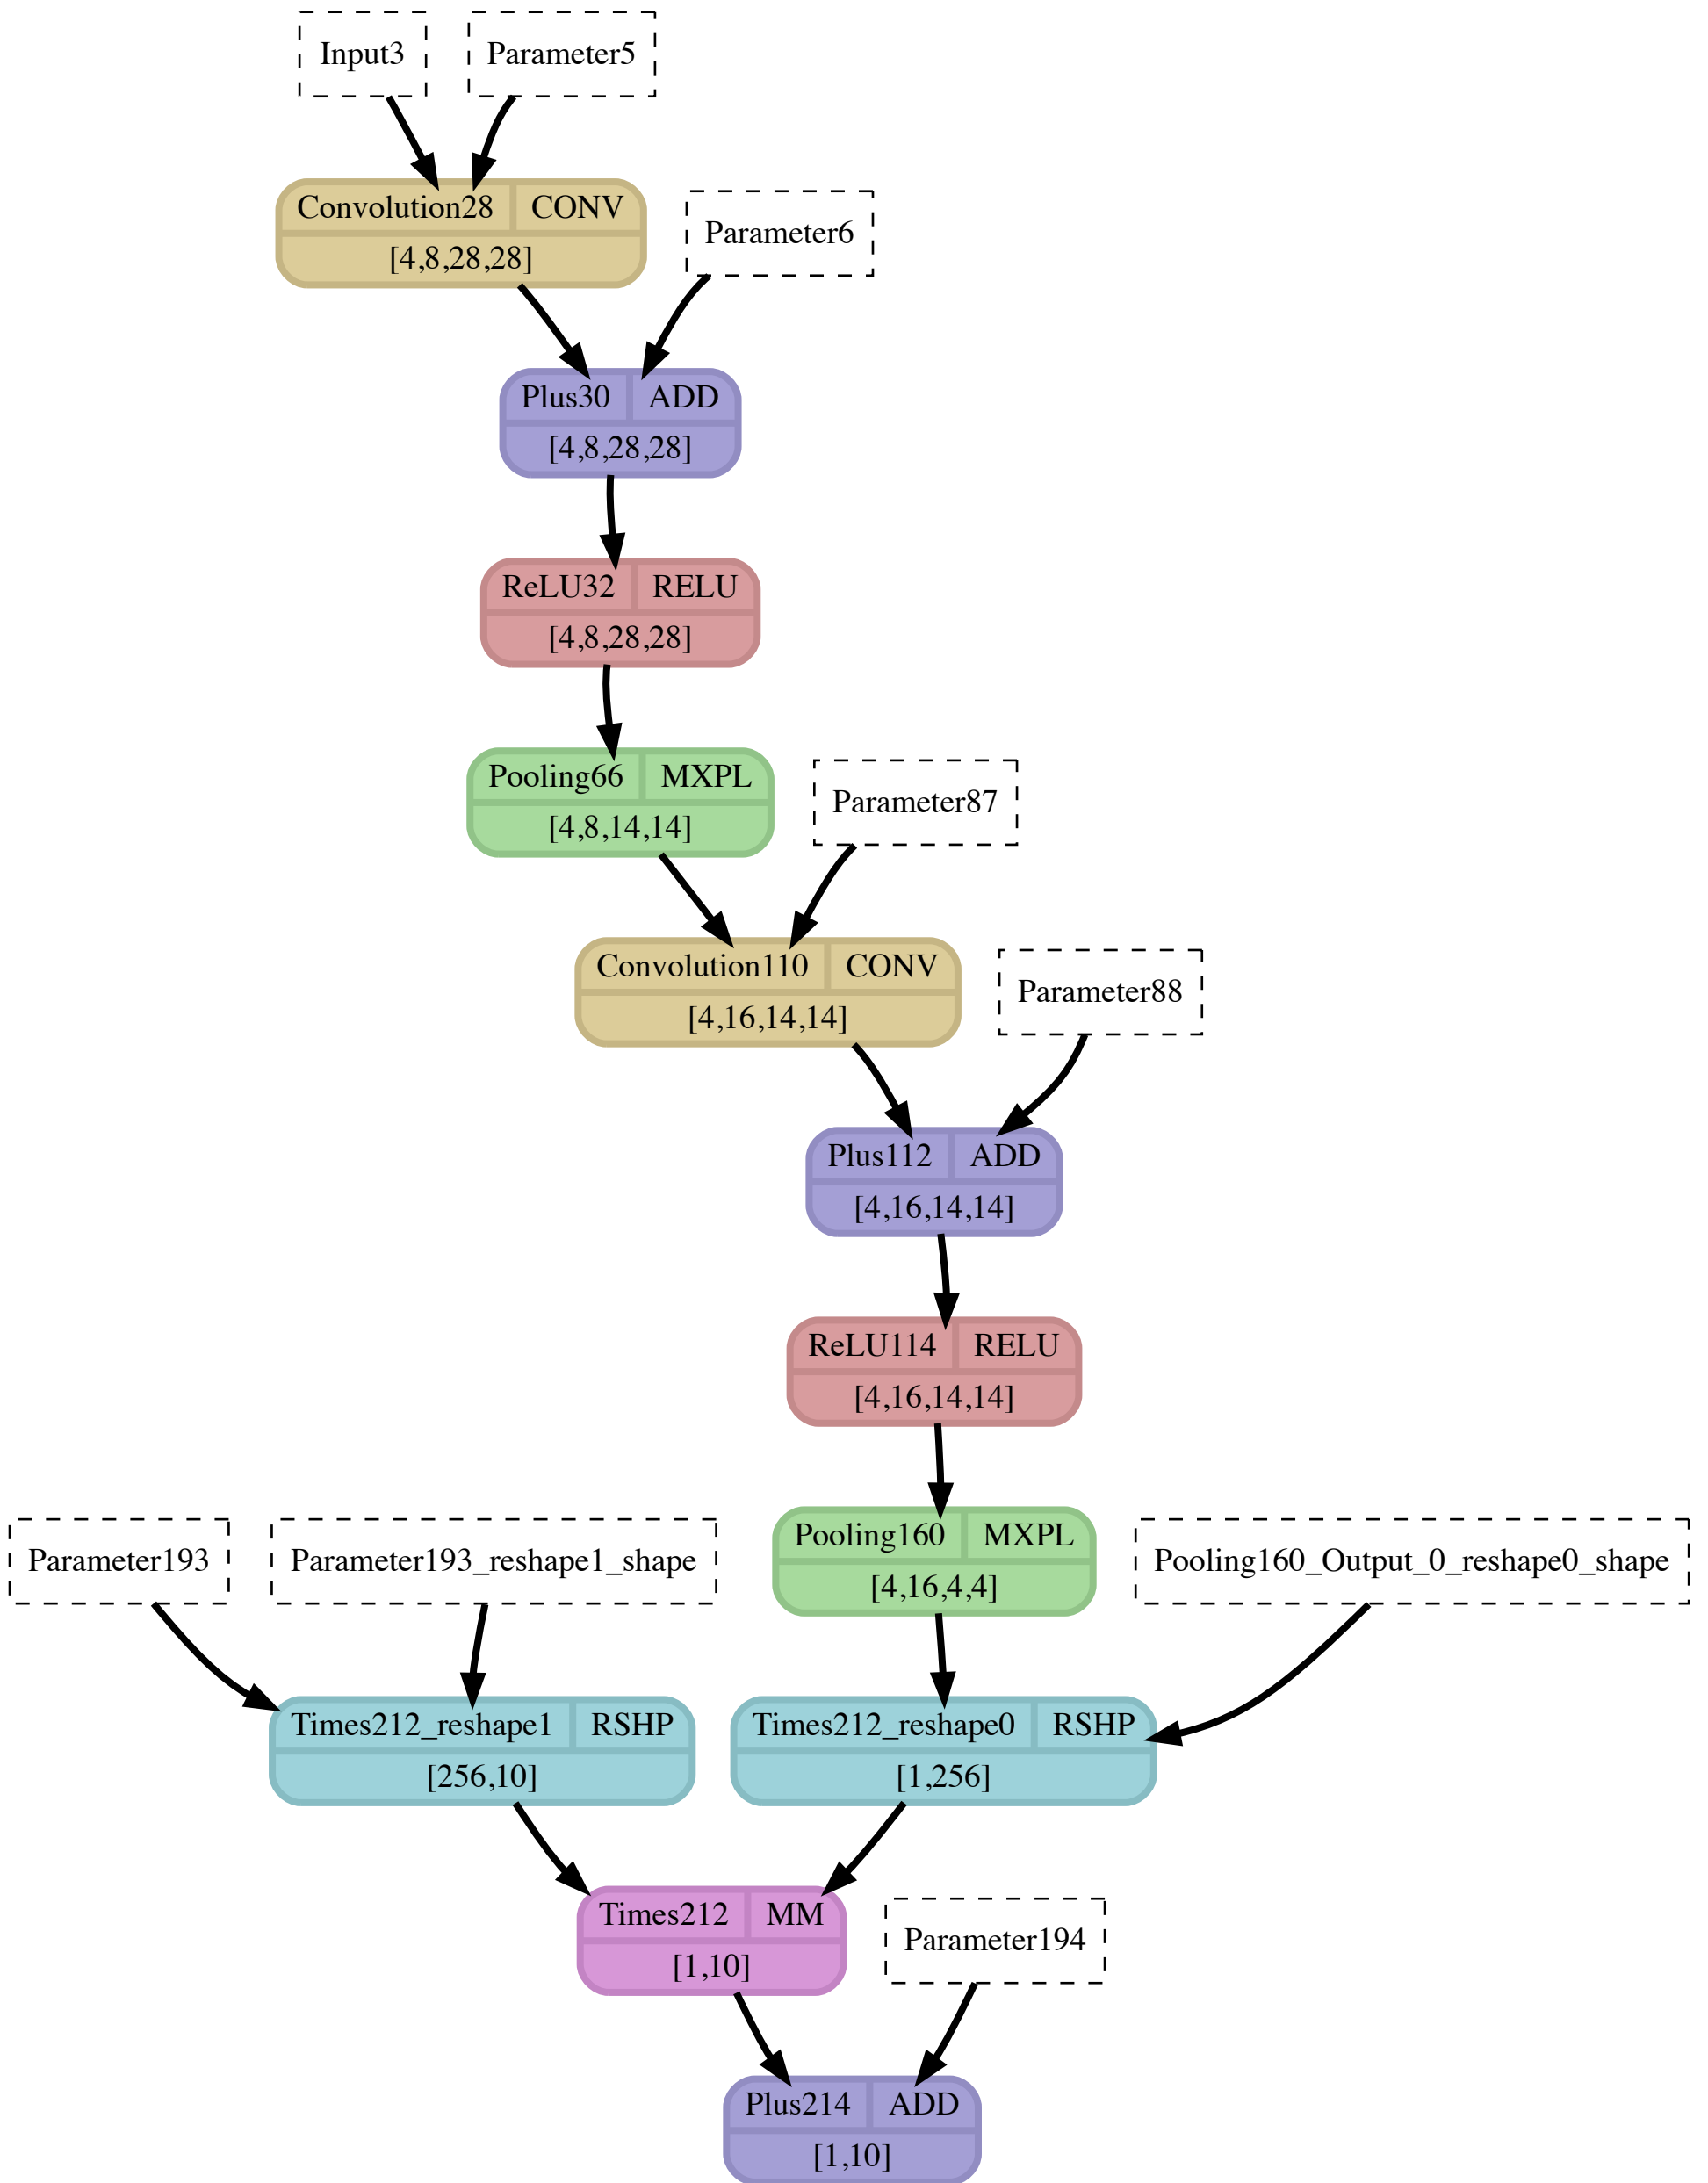 Input3
Parameter5
Convolution28 CONV
[4,8,28,28]
Parameter6
Plus30 ADD
[4,8,28,28]
ReLU32 RELU
[4,8,28,28]
Pooling66 MXPL
[4,8,14,14]
Parameter87
Convolution110 CONV
[4,16,14,14]
Parameter88
Plus112 ADD
[4,16,14,14]
ReLU114 RELU
[4,16,14,14]
Parameter193
Parameter193_reshape1_shape
Pooling160 MXPL
[4,16,4,4]
Pooling160_Output_0_reshape0_shape
Times212_reshape1 RSHP
[256,10]
Times212_reshape0 RSHP
[1,256]
Times212 MM
[1,10]
Parameter194
Plus214 ADD
[1,10]